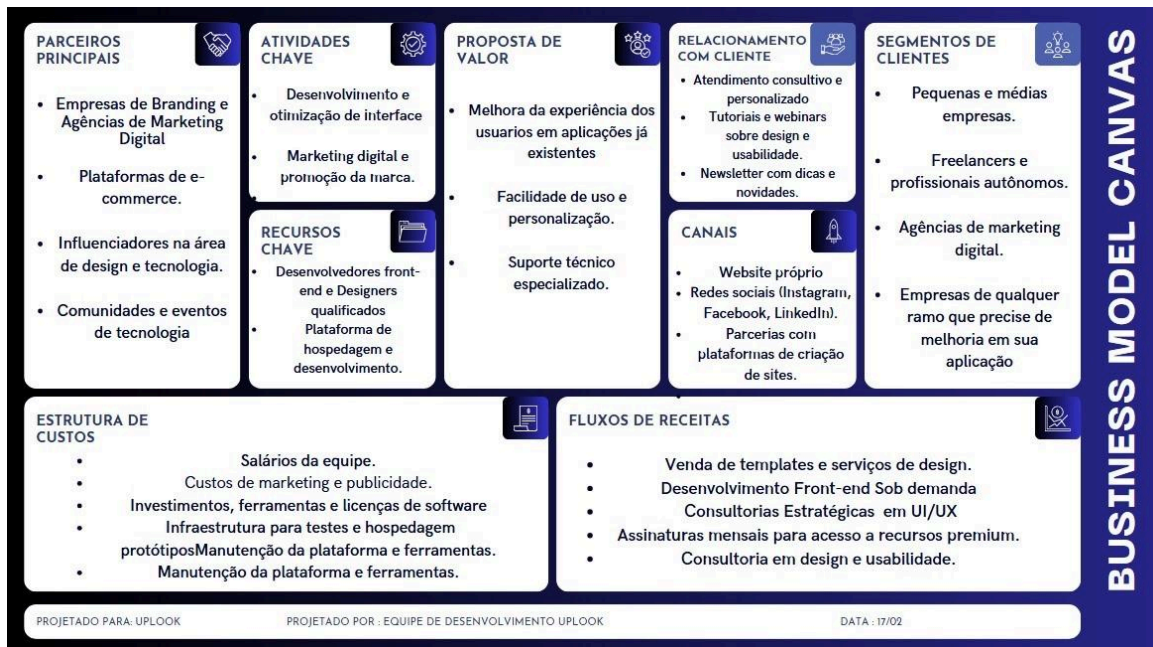 PARCEIROS
PRINCIPAIS
• Empresas de Branding e
Agências de Marketing
Digital
• Plataformas de e-
commerce.
• Influenciadores na área
de design e tecnologia.
• Comunidades e eventos
de tecnologia
ATIVIDADES
CHAVE
• Desenvolvimento e
otimização de interface
• Marketing digital e
promoção da marca.
•
RECURSOS
CHAVE
• Desenvolvedores front-
end e Designers
qualificados
• Plataforma de
hospedagem e
desenvolvimento.
PROPOSTA DE
VALOR
• Melhora da experiência dos
usuarios em aplicações já
existentes
• Facilidade de uso e
personalização.
• Suporte técnico
especializado.
RELACIONAMENTO
COM CLIENTE
• Atendimento consultivo e
personalizado
• Tutoriais e webinars
sobre design e
usabilidade.
• Newsletter com dicas e
novidades.
CANAIS
• Website próprio
• Redes sociais (Instagram,
Facebook, LinkedIn).
• Parcerias com
plataformas de criação
de sites.
SEGMENTOS DE
CLIENTES
• Pequenas e médias
empresas.
• Freelancers e
profissionais autônomos.
• Agências de marketing
digital.
• Empresas de qualquer
ramo que precise de
melhoria em sua
aplicação
ESTRUTURA DE
CUSTOS
• Salários da equipe.
• Custos de marketing e publicidade.
• Investimentos, ferramentas e licenças de software
• Infraestrutura para testes e hospedagem
protótiposManutenção da plataforma e ferramentas.
• Manutenção da plataforma e ferramentas.
FLUXOS DE RECEITAS
• Venda de templates e serviços de design.
• Desenvolvimento Front-end Sob demanda
• Consultorias Estratégicas em UI/UX
• Assinaturas mensais para acesso a recursos premium.
• Consultoria em design e usabilidade.
PROJETADO PARA: UPLOOK
PROJETADO POR : EQUIPE DE DESENVOLVIMENTO UPLOOK
DATA : 17/02
BUSINESS MODEL CANVAS